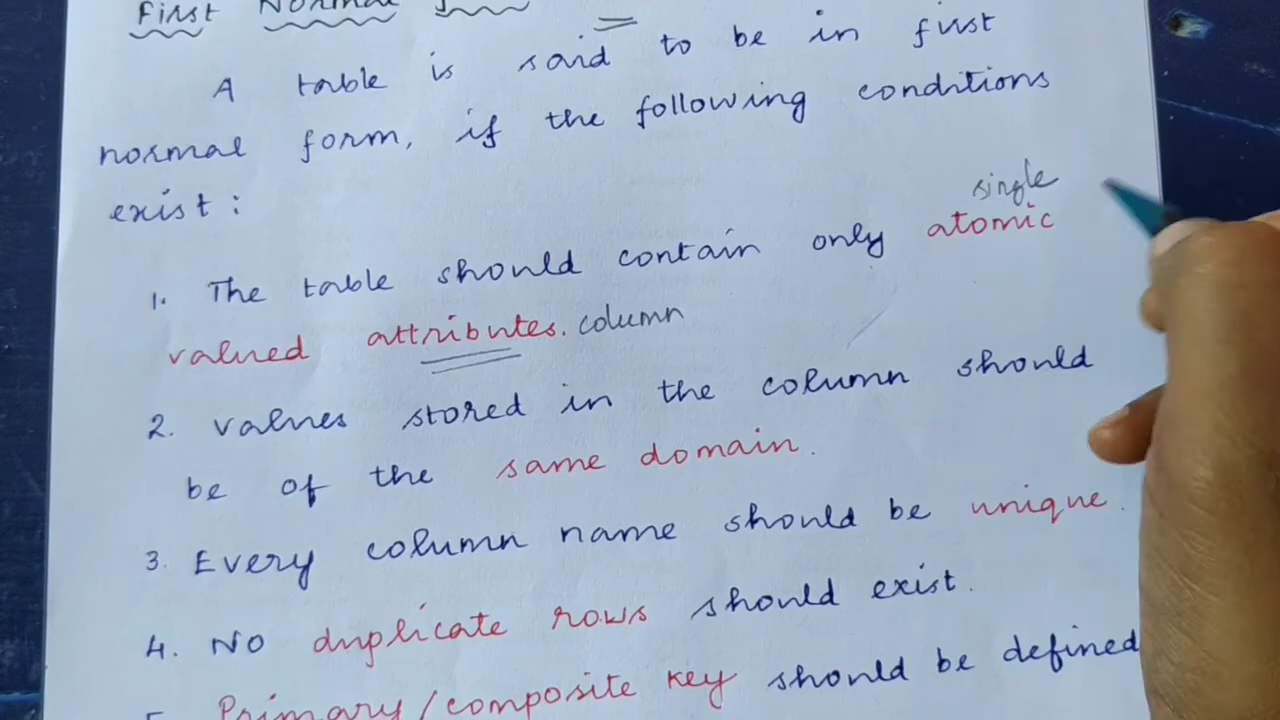 First Normal
A table is said to be in first
normal form, if the following conditions
exist :
single
1. The table should contain only atomic
valued attributes. column
2. values stored in the column should
be of the same domain.
3. Every column name should be unique.
4. No duplicate rows should exist.
5. Primary/composite key should be defined